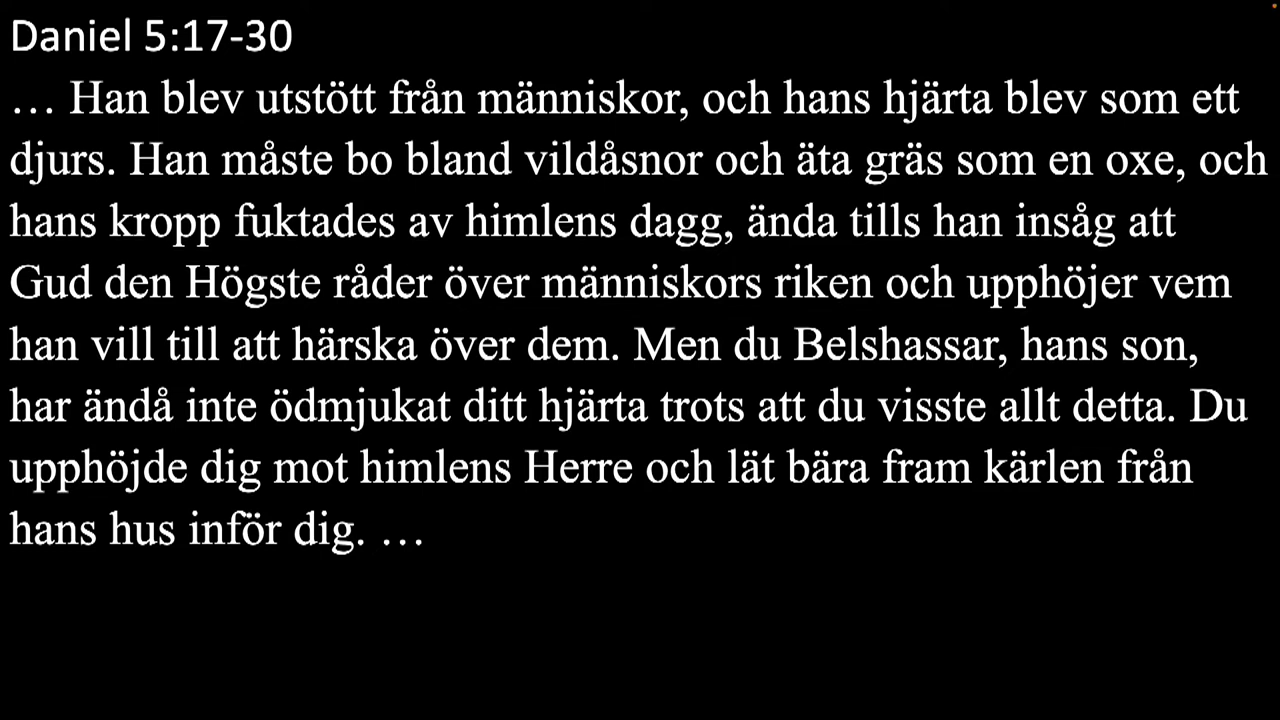 Daniel 5:17-30
… Han blev utstött från människor, och hans hjärta blev som ett
djurs. Han måste bo bland vildåsnor och äta gräs som en oxe, och
hans kropp fuktades av himlens dagg, ända tills han insåg att
Gud den Högste råder över människors riken och upphöjer vem
han vill till att härska över dem. Men du Belshassar, hans son,
har ändå inte ödmjukat ditt hjärta trots att du visste allt detta. Du
upphöjde dig mot himlens Herre och lät bära fram kärlen från
hans hus inför dig. …